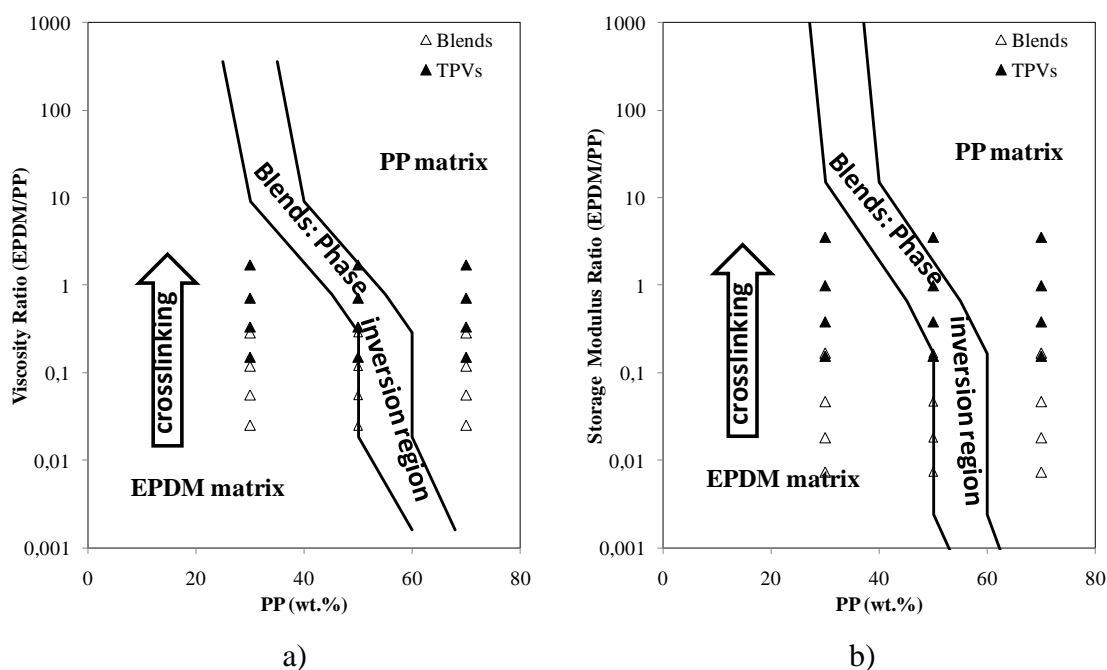 1000
100
10
1
0,1
0,01
0,001
Viscosity Ratio (EPDM/PP)
0
20
40
60
80
PP (wt.%)
Blends
TPVs
PP matrix
Blends: Phase
inversion region
crosslinking
EPDM matrix
a)
1000
100
10
1
0,1
0,01
0,001
Storage Modulus Ratio (EPDM/PP)
0
20
40
60
80
PP (wt.%)
Blends
TPVs
PP matrix
Blends: Phase
inversion region
crosslinking
EPDM matrix
b)